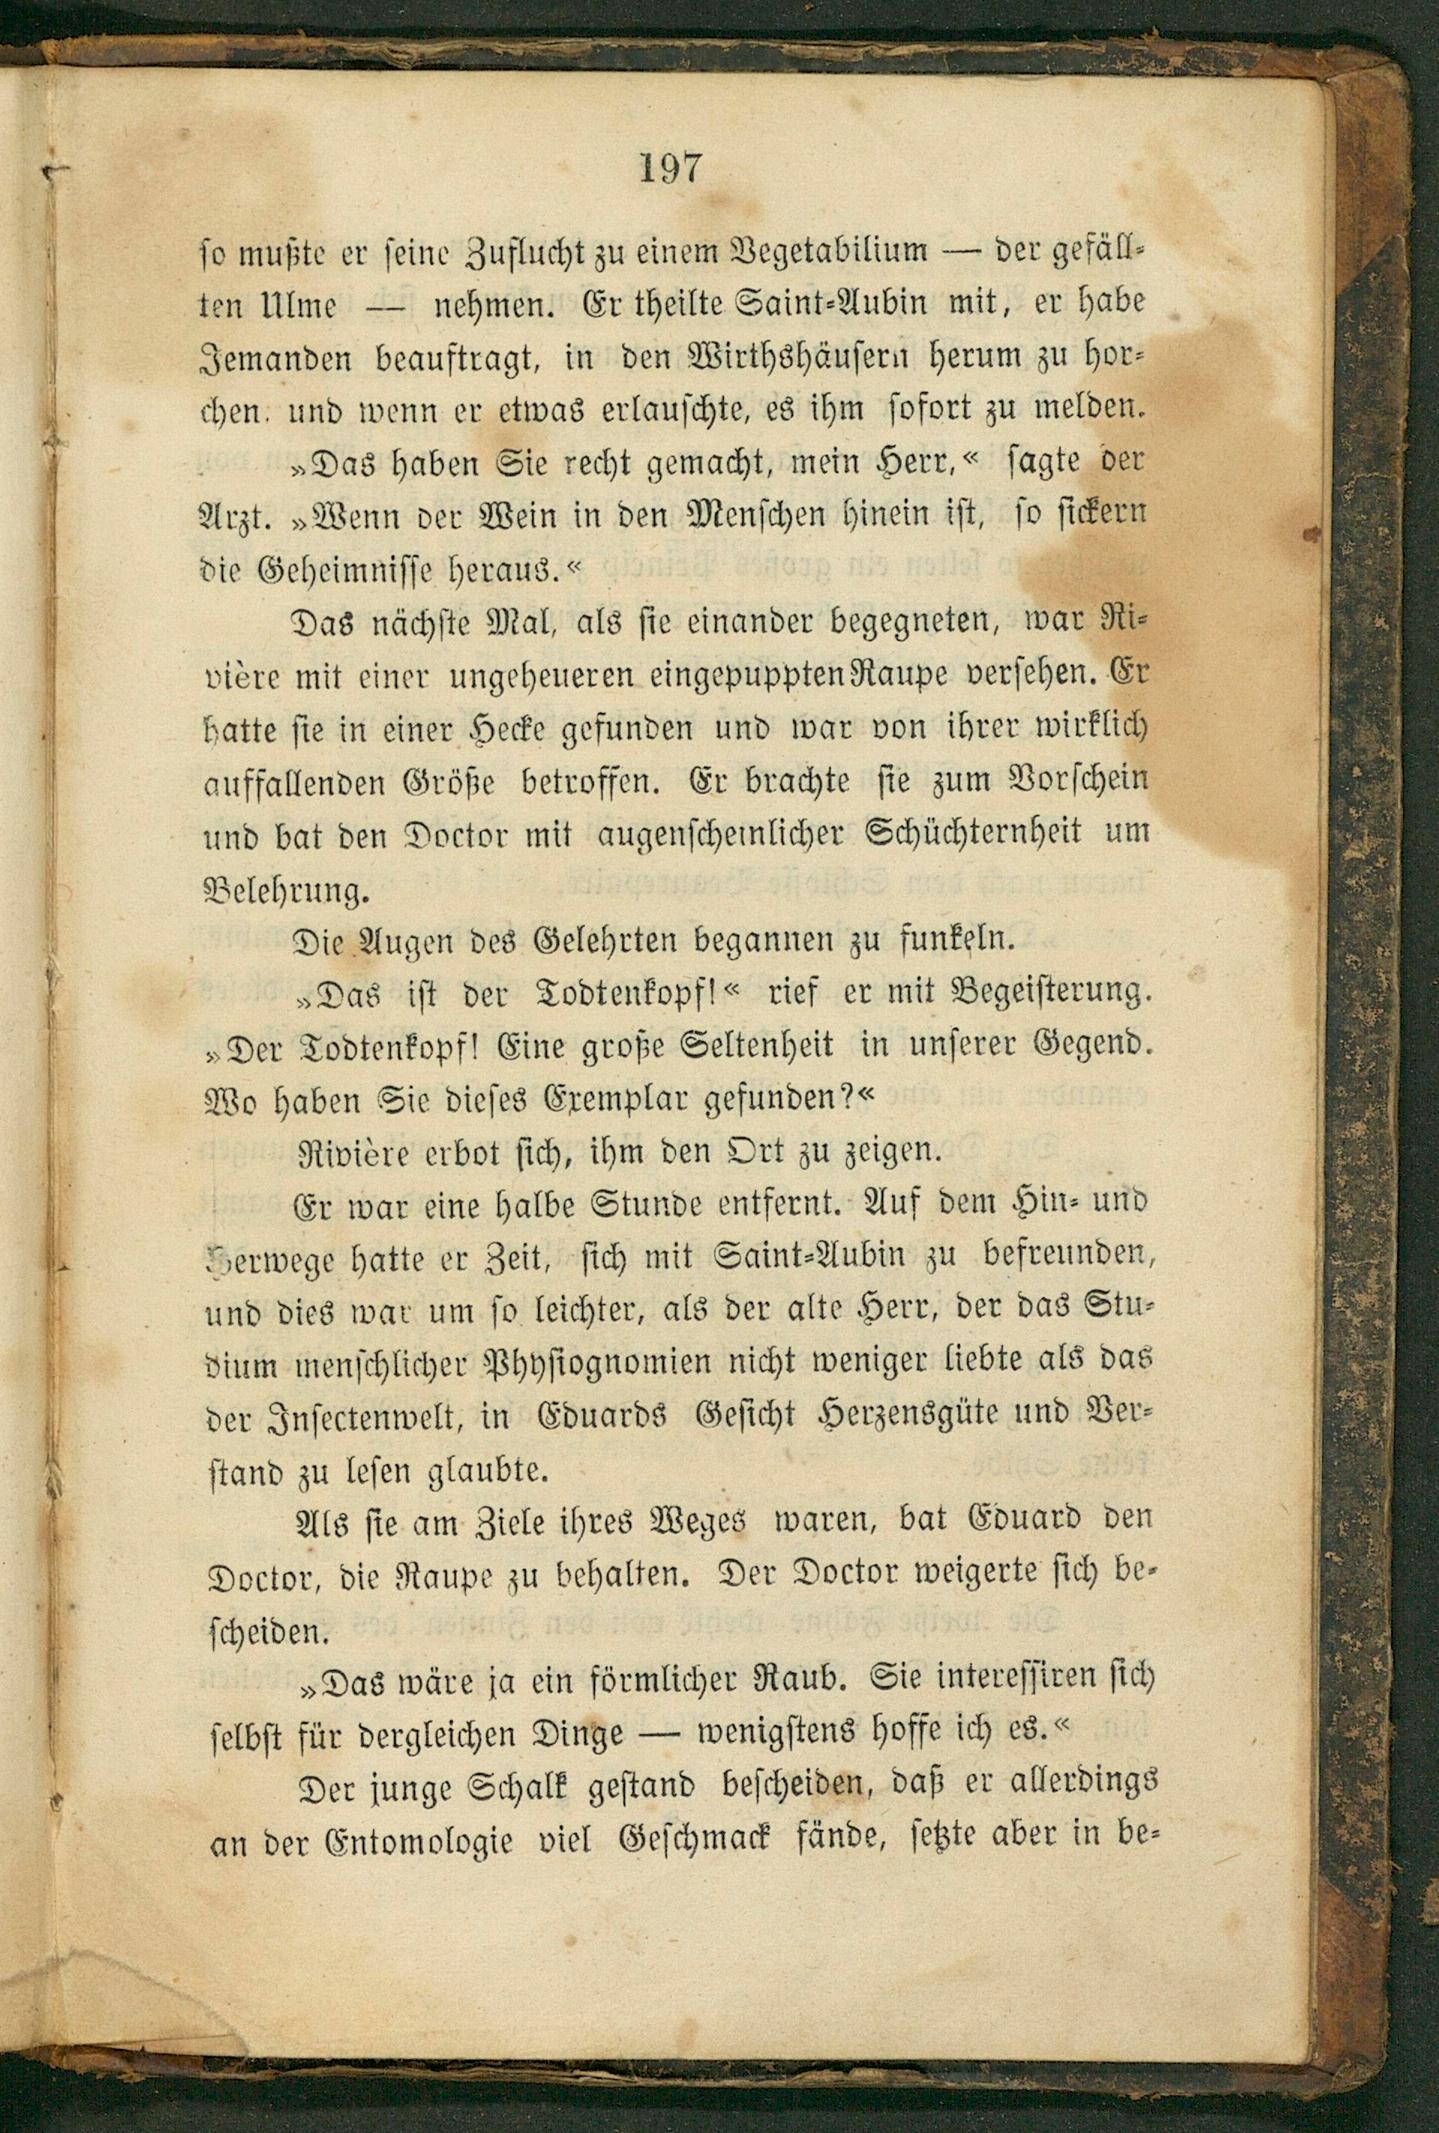 197
so mußte er seine Zuflucht zu einem Vegetabilium — der gefäll-
ten Ulme — nehmen. Er theilte Saint-Aubin mit, er habe
Jemanden beauftragt, in den Wirthshäusern herum zu hor-
chen. und wenn er etwas erlauschte, es ihm sofort zu melden.
»Das haben Sie recht gemacht, mein Herr,« sagte der
Arzt. »Wenn der Wein in den Menschen hinein ist, so sickern
die Geheimnisse heraus.«
Das nächste Mal, als sie einander begegneten, war Ri-
vière mit einer ungeheueren eingepuppten Raupe versehen. Er
hatte sie in einer Hecke gefunden und war von ihrer wirklich
auffallenden Größe betroffen. Er brachte sie zum Vorschein
und bat den Doctor mit augenscheinlicher Schüchternheit um
Belehrung.
Die Augen des Gelehrten begannen zu funkeln.
»Das ist der Todtenkopf!« rief er mit Begeisterung.
»Der Todtenkopf! Eine große Seltenheit in unserer Gegend.
Wo haben Sie dieses Exemplar gefunden?«
Rivière erbot sich, ihm den Ort zu zeigen.
Er war eine halbe Stunde entfernt. Auf dem Hin- und
Herwege hatte er Zeit, sich mit Saint-Aubin zu befreunden,
und dies war um so leichter, als der alte Herr, der das Stu-
dium menschlicher Physiognomien nicht weniger liebte als das
der Insectenwelt, in Eduards Gesicht Herzensgüte und Ver-
stand zu lesen glaubte.
Als sie am Ziele ihres Weges waren, bat Eduard den
Doctor, die Raupe zu behalten. Der Doctor weigerte sich be-
scheiden.
»Das wäre ja ein förmlicher Raub. Sie interessiren sich
selbst für dergleichen Dinge — wenigstens hoffe ich es.«
Der junge Schalk gestand bescheiden, daß er allerdings
an der Entomologie viel Geschmack fände, setzte aber in be-